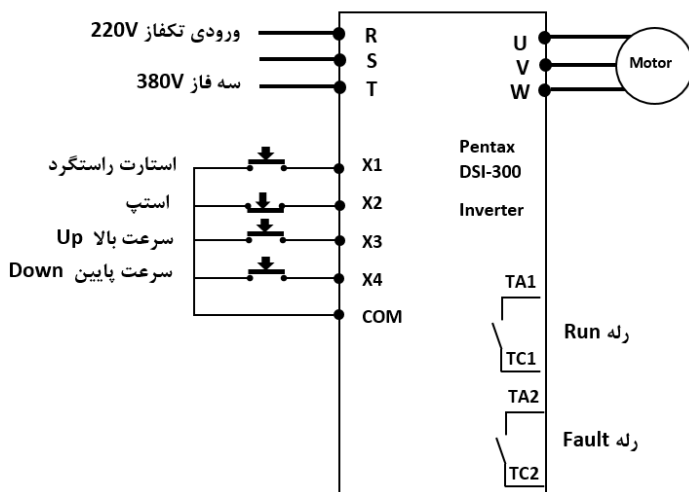 ورودی تکفاز 220V
سه فاز 380V
R
S
T
U
V
W
Motor
استارت راستگرد
استپ
سرعت بالا Up
سرعت پایین Down
X1
X2
X3
X4
COM
Pentax
DSI-300
Inverter
TA1
TC1
رله Run
TA2
TC2
رله Fault